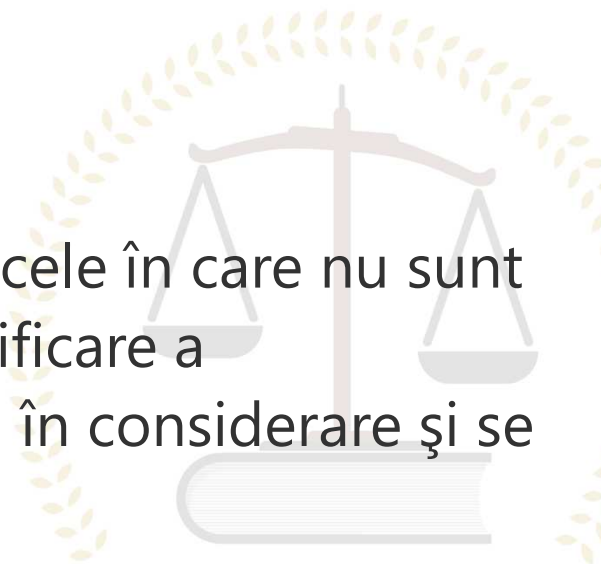 cele în care nu sunt
ificare a
în considerare şi se